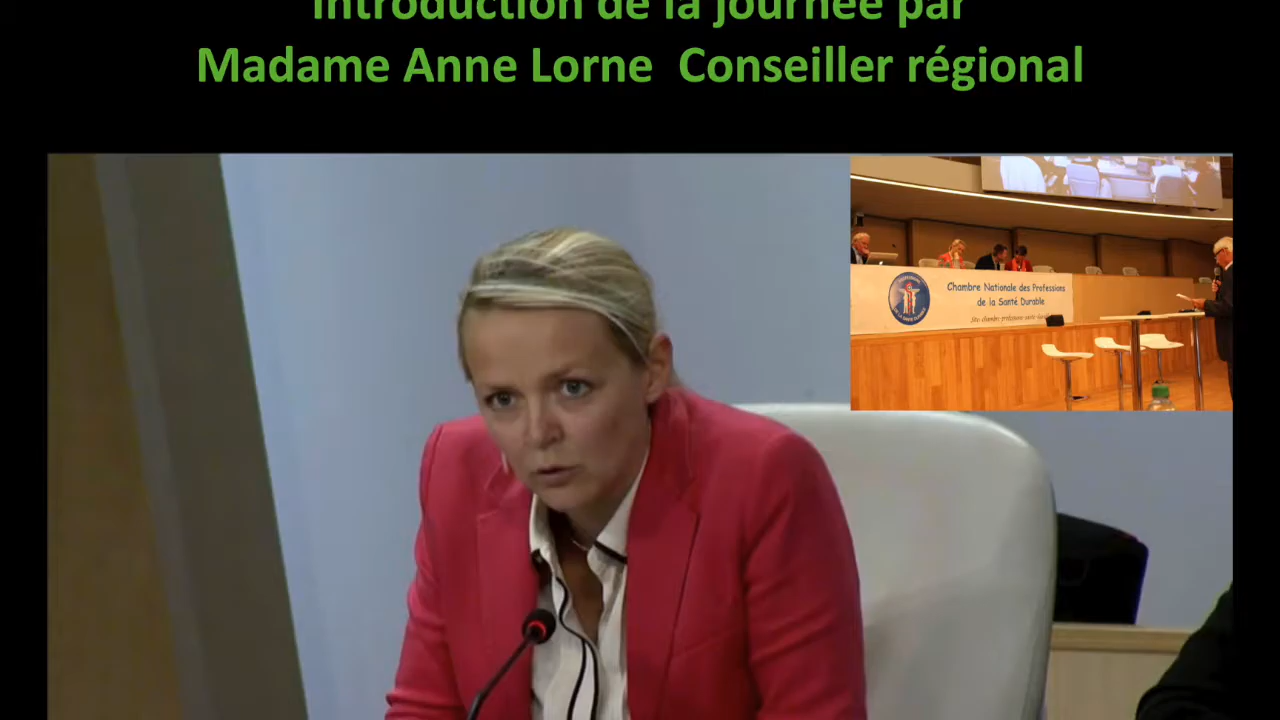 Introduction de la journée par
Madame Anne Lorne Conseiller régional
Chambre Nationale des Professions
de la Santé Durable